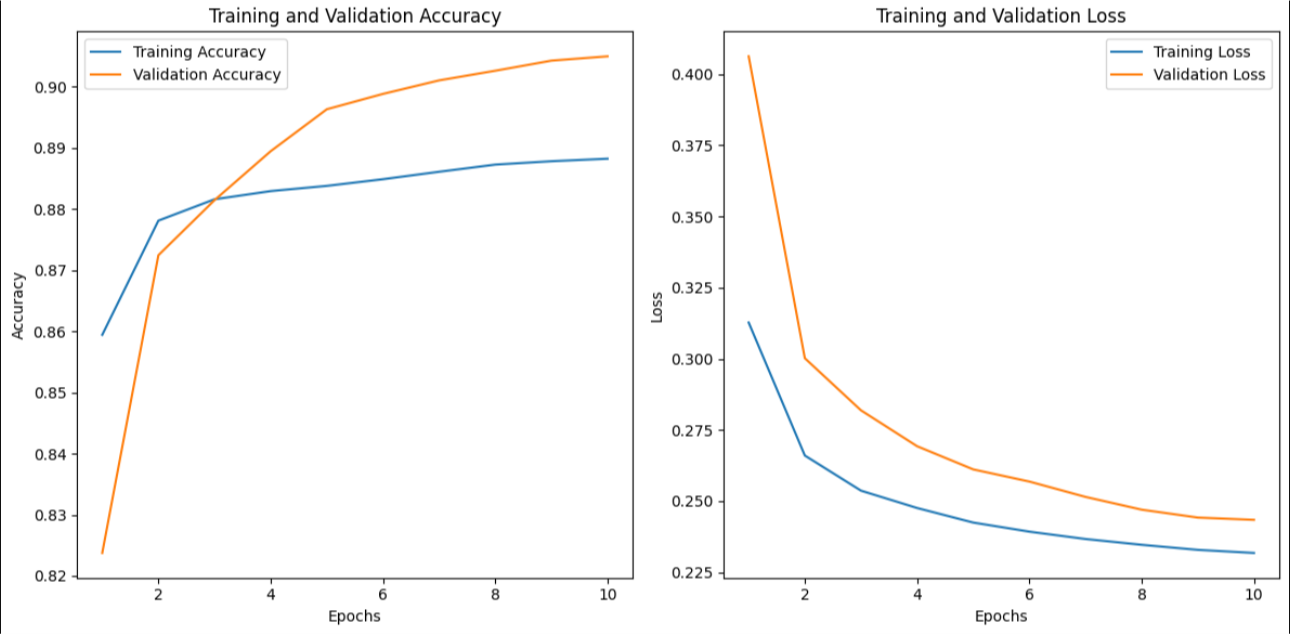 Training and Validation Accuracy
Training Accuracy
Validation Accuracy
0.90
0.89
0.88
0.87
0.86
0.85
0.84
0.83
0.82
Accuracy
2 4 6 8 10
Epochs
Training and Validation Loss
Training Loss
Validation Loss
0.400
0.375
0.350
0.325
0.300
0.275
0.250
0.225
Loss
2 4 6 8 10
Epochs